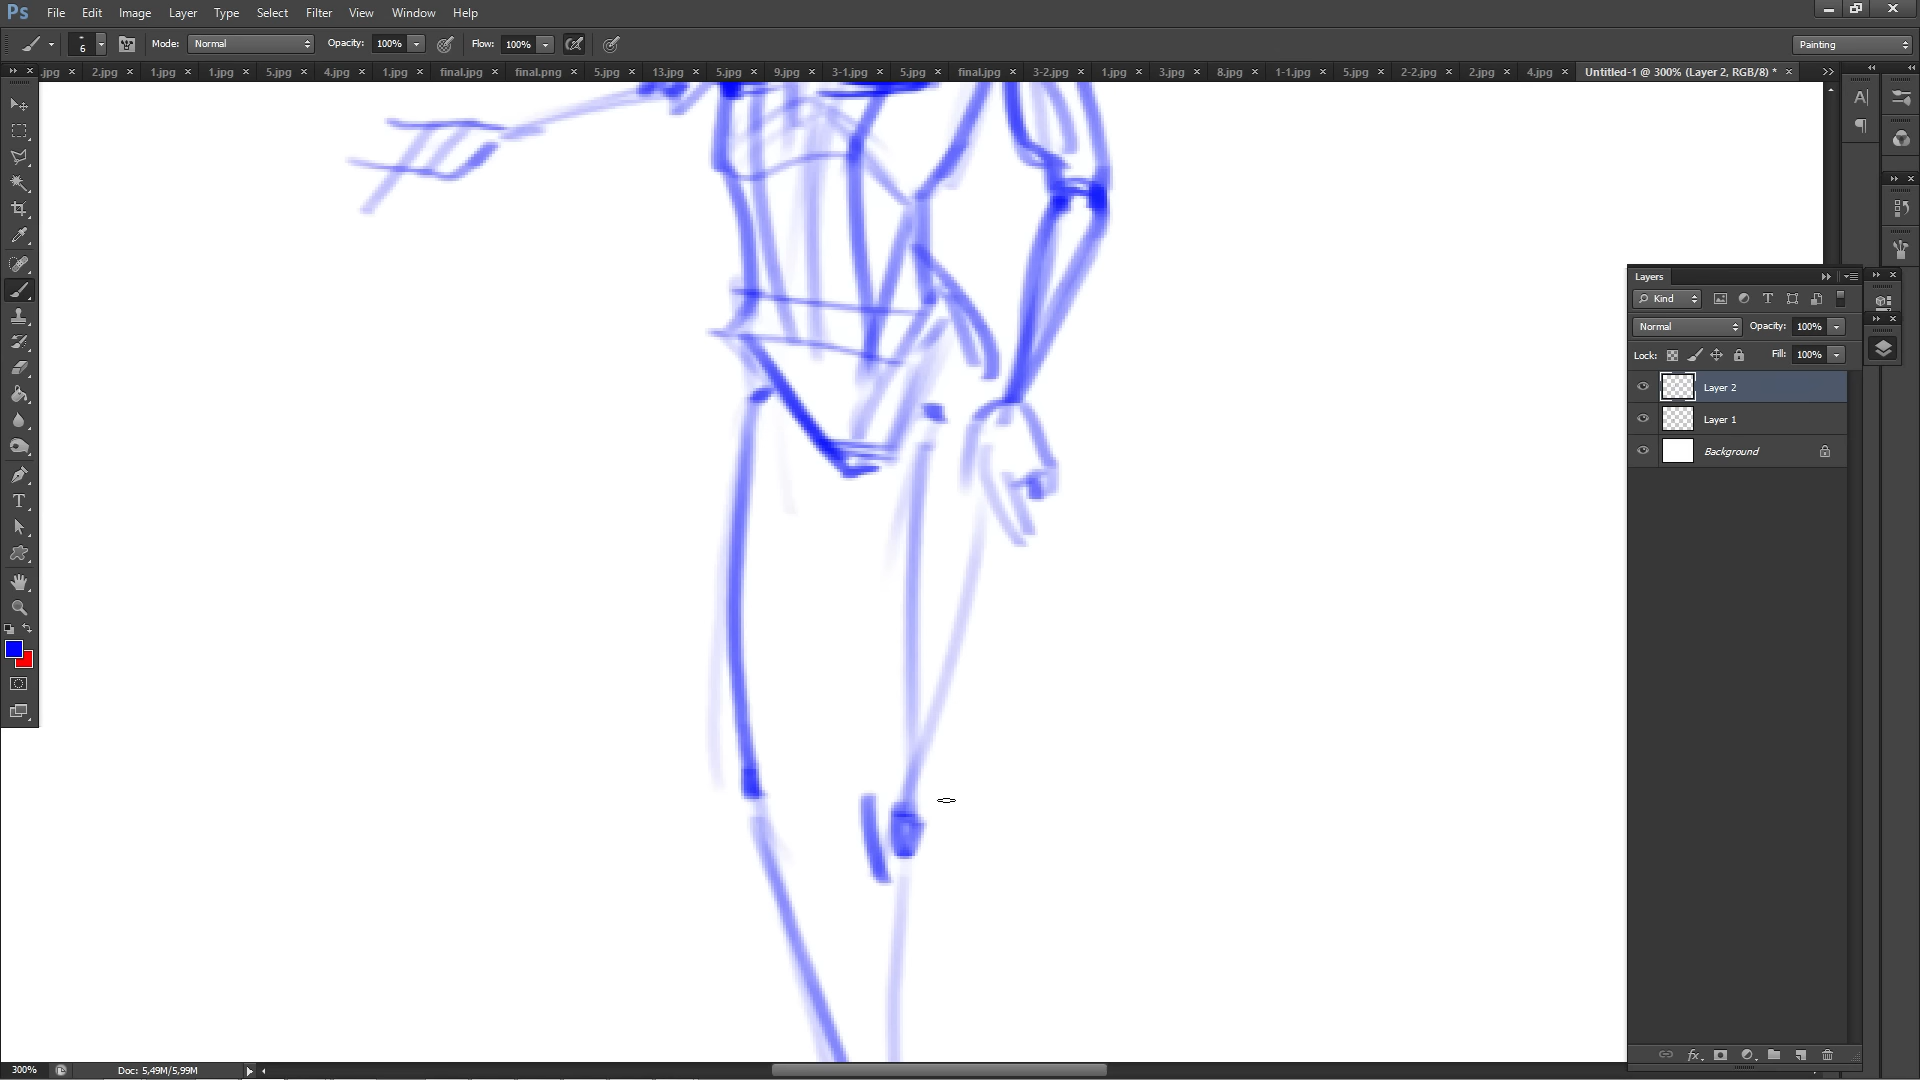 Ps File Edit Image Layer Type Select Filter View Window Help
6 Mode: Normal Opacity: 100% Flow: 100% Painting
.jpg 2.jpg 1.jpg 1.jpg 5.jpg 4.jpg 1.jpg final.jpg final.png 5.jpg 13.jpg 5.jpg 9.jpg 3-1.jpg 5.jpg final.jpg 3-2.jpg 1.jpg 3.jpg 8.jpg 1-1.jpg 5.jpg 2-2.jpg 2.jpg 4.jpg Untitled-1 @ 300% (Layer 2, RGB/8) *
Layers
Kind
Normal Opacity: 100%
Lock: Fill: 100%
Layer 2
Layer 1
Background
300% Doc: 5,49M/5,99M